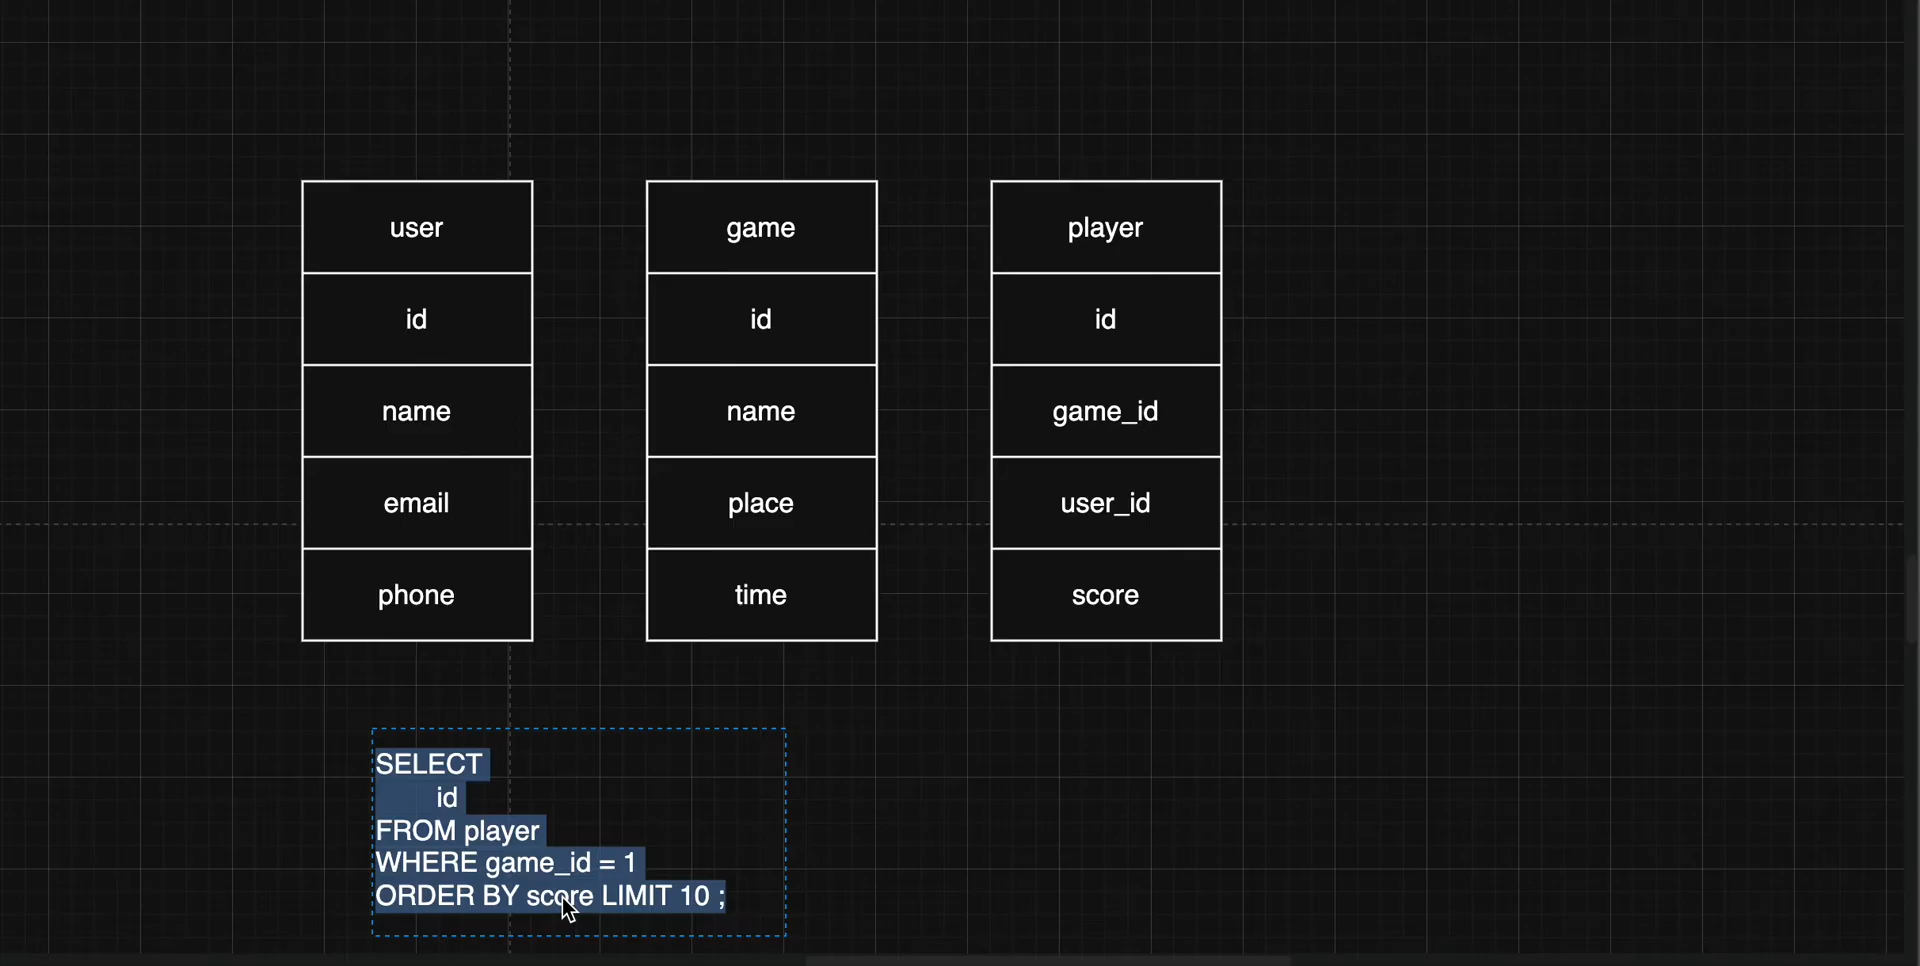 user
id
name
email
phone
game
id
name
place
time
player
id
game_id
user_id
score
SELECT
id
FROM player
WHERE game_id = 1
ORDER BY score LIMIT 10 ;